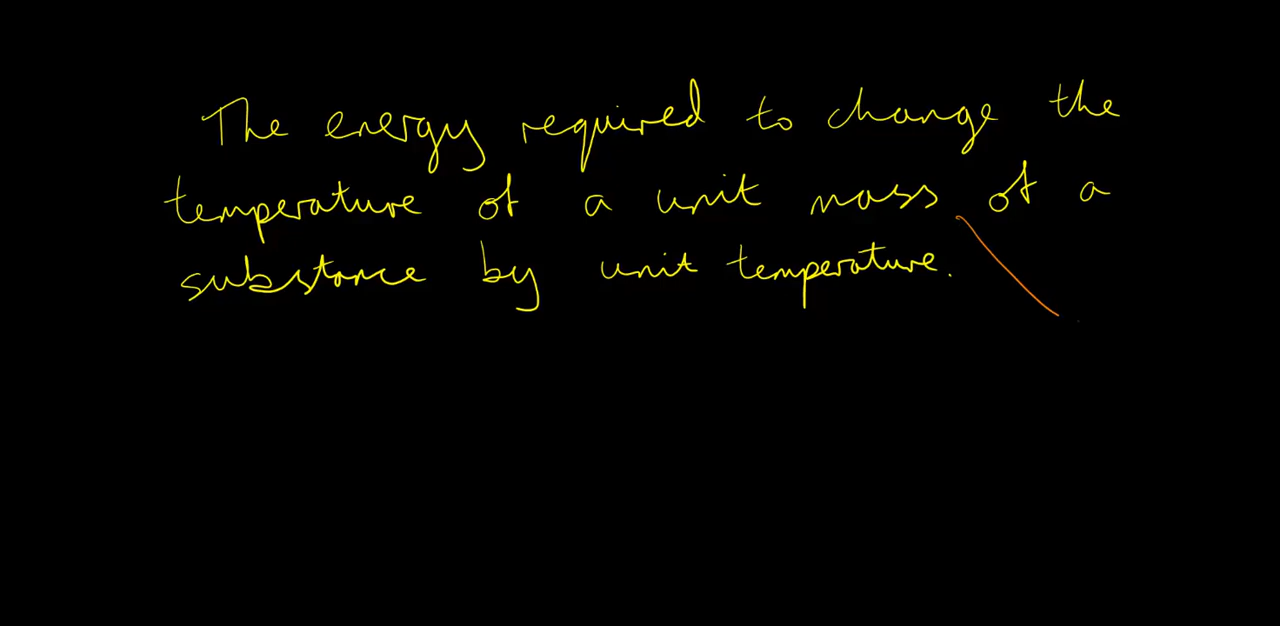 The energy required to change the
temperature of a unit mass of a
substance by unit temperature.